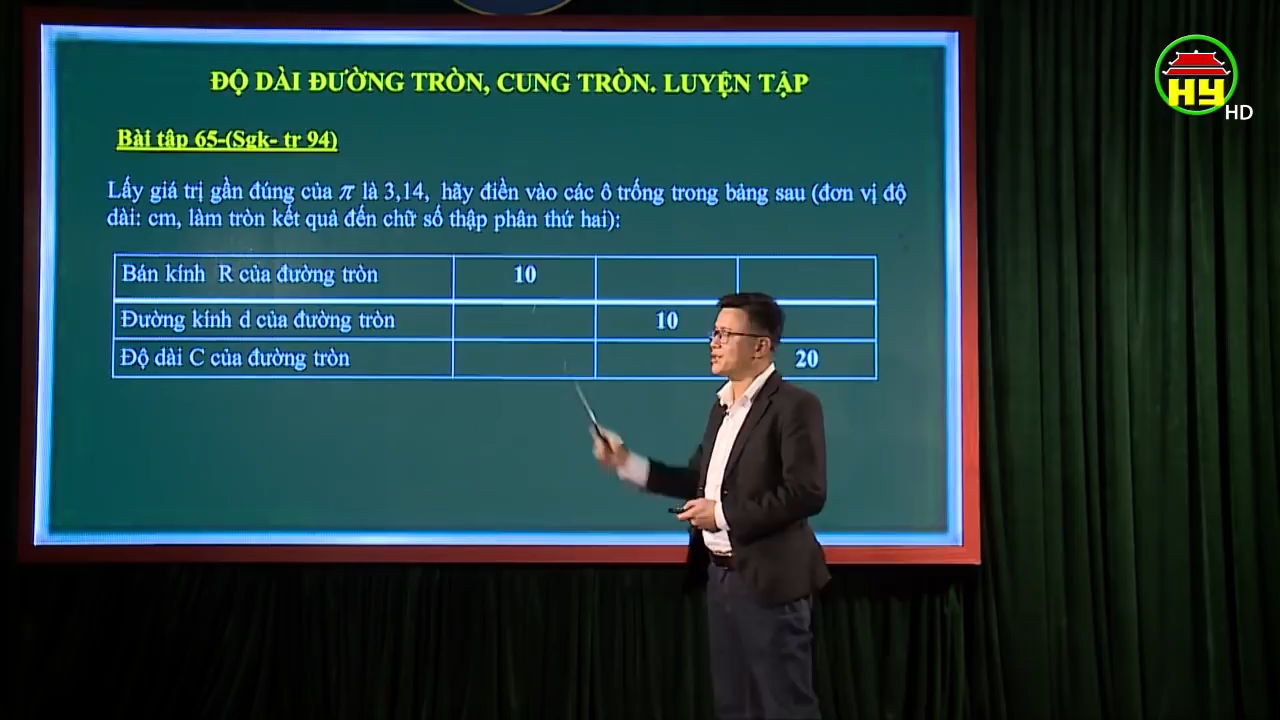 ĐỘ DÀI ĐƯỜNG TRÒN, CUNG TRÒN. LUYỆN TẬP
Bài tập 65-(Sgk- tr 94)
Lấy giá trị gần đúng của π là 3,14, hãy điền vào các ô trống trong bảng sau (đơn vị độ
dài: cm, làm tròn kết quả đến chữ số thập phân thứ hai):
Bán kính R của đường tròn 10
Đường kính d của đường tròn 10
Độ dài C của đường tròn 20
HY
HD